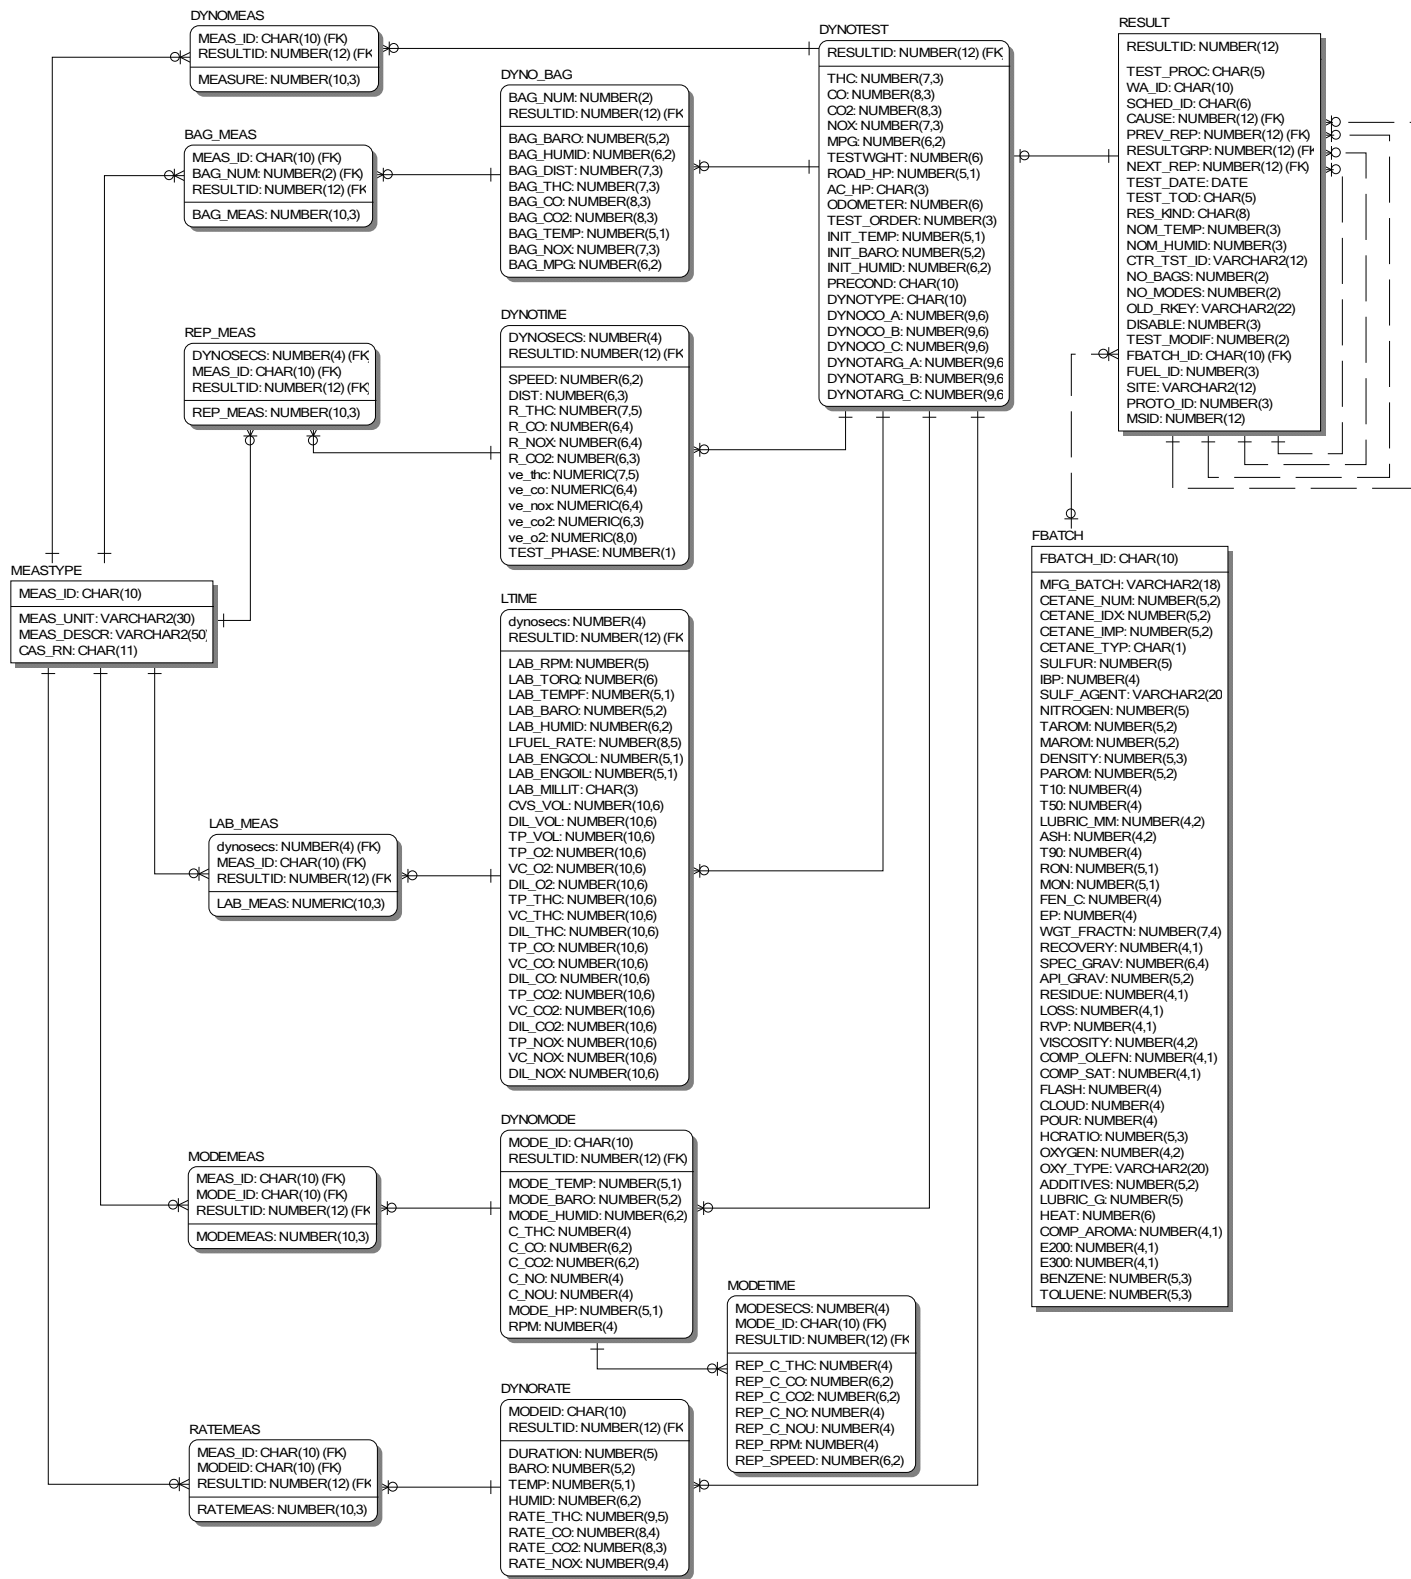 DYNOMEAS
MEAS_ID: CHAR(10) (FK)
RESULTID: NUMBER(12) (FK
MEASURE: NUMBER(10,3)
BAG_MEAS
MEAS_ID: CHAR(10) (FK)
BAG_NUM: NUMBER(2) (FK)
RESULTID: NUMBER(12) (FK
BAG_MEAS: NUMBER(10,3)
REP_MEAS
DYNOSECS: NUMBER(4) (FK)
MEAS_ID: CHAR(10) (FK)
RESULTID: NUMBER(12) (FK
REP_MEAS: NUMBER(10,3)
MEASTYPE
MEAS_ID: CHAR(10)
MEAS_UNIT: VARCHAR2(30)
MEAS_DESCR: VARCHAR2(50)
CAS_RN: CHAR(11)
LAB_MEAS
dynosecs: NUMBER(4) (FK)
MEAS_ID: CHAR(10) (FK)
RESULTID: NUMBER(12) (FK
LAB_MEAS: NUMERIC(10,3)
MODEMEAS
MEAS_ID: CHAR(10) (FK)
MODE_ID: CHAR(10) (FK)
RESULTID: NUMBER(12) (FK
MODEMEAS: NUMBER(10,3)
RATEMEAS
MEAS_ID: CHAR(10) (FK)
MODEID: CHAR(10) (FK)
RESULTID: NUMBER(12) (FK
RATEMEAS: NUMBER(10,3)
DYNO_BAG
BAG_NUM: NUMBER(2)
RESULTID: NUMBER(12) (FK
BAG_BARO: NUMBER(5,2)
BAG_HUMID: NUMBER(6,2)
BAG_DIST: NUMBER(7,3)
BAG_THC: NUMBER(7,3)
BAG_CO: NUMBER(8,3)
BAG_CO2: NUMBER(8,3)
BAG_TEMP: NUMBER(5,1)
BAG_NOX: NUMBER(7,3)
BAG_MPG: NUMBER(6,2)
DYNOTIME
DYNOSECS: NUMBER(4)
RESULTID: NUMBER(12) (FK
SPEED: NUMBER(6,2)
DIST: NUMBER(6,3)
R_THC: NUMBER(7,5)
R_CO: NUMBER(6,4)
R_NOX: NUMBER(6,4)
R_CO2: NUMBER(6,3)
ve_thc: NUMERIC(7,5)
ve_co: NUMERIC(6,4)
ve_nox: NUMERIC(6,4)
ve_co2: NUMERIC(6,3)
ve_o2: NUMERIC(8,0)
TEST_PHASE: NUMBER(1)
LTIME
dynosecs: NUMBER(4)
RESULTID: NUMBER(12) (FK
LAB_RPM: NUMBER(5)
LAB_TORQ: NUMBER(6)
LAB_TEMPF: NUMBER(5,1)
LAB_BARO: NUMBER(5,2)
LAB_HUMID: NUMBER(6,2)
LFUEL_RATE: NUMBER(8,5)
LAB_ENGCOL: NUMBER(5,1)
LAB_ENGOIL: NUMBER(5,1)
LAB_MILLIT: CHAR(3)
CVS_VOL: NUMBER(10,6)
DIL_VOL: NUMBER(10,6)
TP_VOL: NUMBER(10,6)
TP_O2: NUMBER(10,6)
VC_O2: NUMBER(10,6)
DIL_O2: NUMBER(10,6)
TP_THC: NUMBER(10,6)
VC_THC: NUMBER(10,6)
DIL_THC: NUMBER(10,6)
TP_CO: NUMBER(10,6)
VC_CO: NUMBER(10,6)
DIL_CO: NUMBER(10,6)
TP_CO2: NUMBER(10,6)
VC_CO2: NUMBER(10,6)
DIL_CO2: NUMBER(10,6)
TP_NOX: NUMBER(10,6)
VC_NOX: NUMBER(10,6)
DIL_NOX: NUMBER(10,6)
DYNOMODE
MODE_ID: CHAR(10)
RESULTID: NUMBER(12) (FK)
MODE_TEMP: NUMBER(5,1)
MODE_BARO: NUMBER(5,2)
MODE_HUMID: NUMBER(6,2)
C_THC: NUMBER(4)
C_CO: NUMBER(6,2)
C_CO2: NUMBER(6,2)
C_NO: NUMBER(4)
C_NOU: NUMBER(4)
MODE_HP: NUMBER(5,1)
RPM: NUMBER(4)
DYNORATE
MODEID: CHAR(10)
RESULTID: NUMBER(12) (FK
DURATION: NUMBER(5)
BARO: NUMBER(5,2)
TEMP: NUMBER(5,1)
HUMID: NUMBER(6,2)
RATE_THC: NUMBER(9,5)
RATE_CO: NUMBER(8,4)
RATE_CO2: NUMBER(8,3)
RATE_NOX: NUMBER(9,4)
MODETIME
MODESECS: NUMBER(4)
MODE_ID: CHAR(10) (FK)
RESULTID: NUMBER(12) (FK
REP_C_THC: NUMBER(4)
REP_C_CO: NUMBER(6,2)
REP_C_CO2: NUMBER(6,2)
REP_C_NO: NUMBER(4)
REP_C_NOU: NUMBER(4)
REP_RPM: NUMBER(4)
REP_SPEED: NUMBER(6,2)
DYNOTEST
RESULTID: NUMBER(12) (FK)
THC: NUMBER(7,3)
CO: NUMBER(8,3)
CO2: NUMBER(8,3)
NOX: NUMBER(7,3)
MPG: NUMBER(6,2)
TESTWGHT: NUMBER(6)
ROAD_HP: NUMBER(5,1)
AC_HP: CHAR(3)
ODOMETER: NUMBER(6)
TEST_ORDER: NUMBER(3)
INIT_TEMP: NUMBER(5,1)
INIT_BARO: NUMBER(5,2)
INIT_HUMID: NUMBER(6,2)
PRECOND: CHAR(10)
DYNOTYPE: CHAR(10)
DYNOCO_A: NUMBER(9,6)
DYNOCO_B: NUMBER(9,6)
DYNOCO_C: NUMBER(9,6)
DYNOTARG_A: NUMBER(9,6
DYNOTARG_B: NUMBER(9,6
DYNOTARG_C: NUMBER(9,6
RESULT
RESULTID: NUMBER(12)
TEST_PROC: CHAR(5)
WA_ID: CHAR(10)
SCHED_ID: CHAR(6)
CAUSE: NUMBER(12) (FK)
PREV_REP: NUMBER(12) (FK)
RESULTGRP: NUMBER(12) (FK
NEXT_REP: NUMBER(12) (FK)
TEST_DATE: DATE
TEST_TOD: CHAR(5)
RES_KIND: CHAR(8)
NOM_TEMP: NUMBER(3)
NOM_HUMID: NUMBER(3)
CTR_TST_ID: VARCHAR2(12)
NO_BAGS: NUMBER(2)
NO_MODES: NUMBER(2)
OLD_RKEY: VARCHAR2(22)
DISABLE: NUMBER(3)
TEST_MODIF: NUMBER(2)
FBATCH_ID: CHAR(10) (FK)
FUEL_ID: NUMBER(3)
SITE: VARCHAR2(12)
PROTO_ID: NUMBER(3)
MSID: NUMBER(12)
FBATCH
FBATCH_ID: CHAR(10)
MFG_BATCH: VARCHAR2(18)
CETANE_NUM: NUMBER(5,2)
CETANE_IDX: NUMBER(5,2)
CETANE_IMP: NUMBER(5,2)
CETANE_TYP: CHAR(1)
SULFUR: NUMBER(5)
IBP: NUMBER(4)
SULF_AGENT: VARCHAR2(20
NITROGEN: NUMBER(5)
TAROM: NUMBER(5,2)
MAROM: NUMBER(5,2)
DENSITY: NUMBER(5,3)
PAROM: NUMBER(5,2)
T10: NUMBER(4)
T50: NUMBER(4)
LUBRIC_MM: NUMBER(4,2)
ASH: NUMBER(4,2)
T90: NUMBER(4)
RON: NUMBER(5,1)
MON: NUMBER(5,1)
FEN_C: NUMBER(4)
EP: NUMBER(4)
WGT_FRACTN: NUMBER(7,4)
RECOVERY: NUMBER(4,1)
SPEC_GRAV: NUMBER(6,4)
API_GRAV: NUMBER(5,2)
RESIDUE: NUMBER(4,1)
LOSS: NUMBER(4,1)
RVP: NUMBER(4,1)
VISCOSITY: NUMBER(4,2)
COMP_OLEFN: NUMBER(4,1)
COMP_SAT: NUMBER(4,1)
FLASH: NUMBER(4)
CLOUD: NUMBER(4)
POUR: NUMBER(4)
HCRATIO: NUMBER(5,3)
OXYGEN: NUMBER(4,2)
OXY_TYPE: VARCHAR2(20)
ADDITIVES: NUMBER(5,2)
LUBRIC_G: NUMBER(5)
HEAT: NUMBER(6)
COMP_AROMA: NUMBER(4,1)
E200: NUMBER(4,1)
E300: NUMBER(4,1)
BENZENE: NUMBER(5,3)
TOLUENE: NUMBER(5,3)